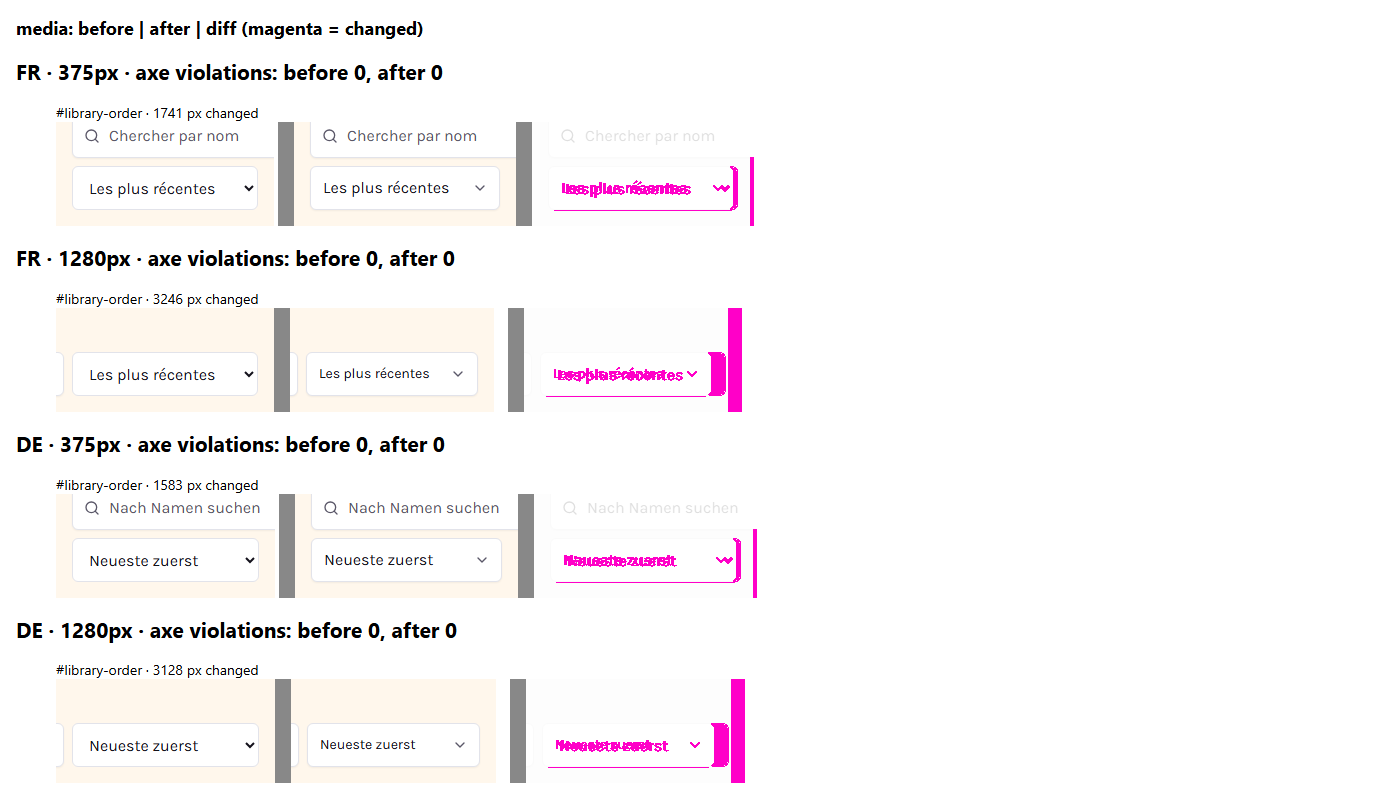 media: before | after | diff (magenta = changed)
FR · 375px · axe violations: before 0, after 0
#library-order · 1741 px changed
Chercher par nom Chercher par nom Chercher par nom
Les plus récentes Les plus récentes
FR · 1280px · axe violations: before 0, after 0
#library-order · 3246 px changed
Les plus récentes Les plus récentes
DE · 375px · axe violations: before 0, after 0
#library-order · 1583 px changed
Nach Namen suchen Nach Namen suchen Nach Namen suchen
Neueste zuerst Neueste zuerst
DE · 1280px · axe violations: before 0, after 0
#library-order · 3128 px changed
Neueste zuerst Neueste zuerst